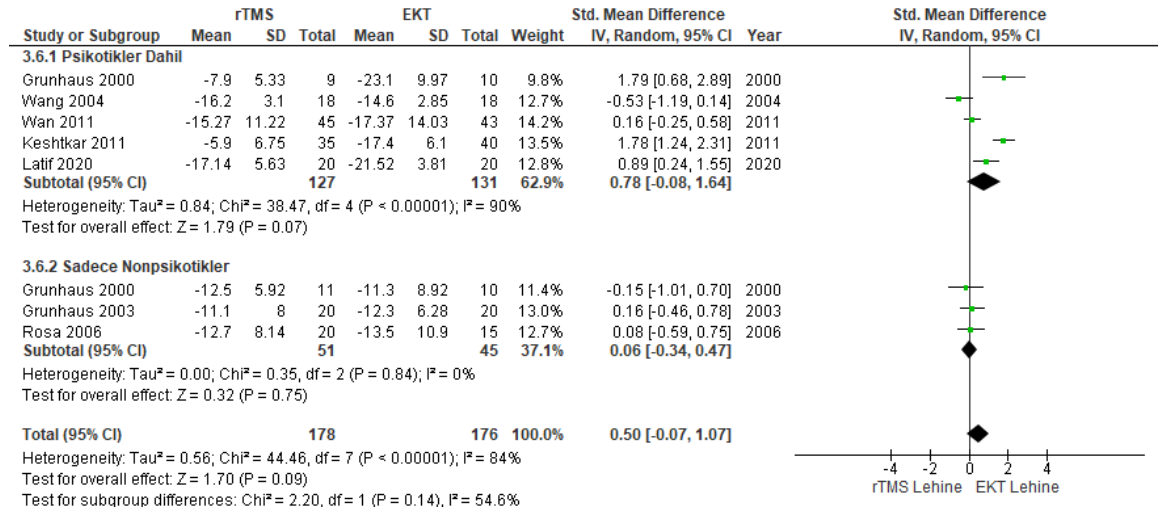 rTMS EKT Std. Mean Difference Std. Mean Difference
Study or Subgroup Mean SD Total Mean SD Total Weight IV, Random, 95% CI Year IV, Random, 95% CI
3.6.1 Psikotikler Dahil
Grunhaus 2000 -7.9 5.33 9 -23.1 9.97 10 9.8% 1.79 [0.68, 2.89] 2000
Wang 2004 -16.2 3.1 18 -14.6 2.85 18 12.7% -0.53 [-1.19, 0.14] 2004
Wan 2011 -15.27 11.22 45 -17.37 14.03 43 14.2% 0.16 [-0.25, 0.58] 2011
Keshtkar 2011 -5.9 6.75 35 -17.4 6.1 40 13.5% 1.78 [1.24, 2.31] 2011
Latif 2020 -17.14 5.63 20 -21.52 3.81 20 12.8% 0.89 [0.24, 1.55] 2020
Subtotal (95% CI) 127 131 62.9% 0.78 [-0.08, 1.64]
Heterogeneity: Tau² = 0.84; Chi² = 38.47, df = 4 (P < 0.00001); I² = 90%
Test for overall effect: Z = 1.79 (P = 0.07)
3.6.2 Sadece Nonpsikotikler
Grunhaus 2000 -12.5 5.92 11 -11.3 8.92 10 11.4% -0.15 [-1.01, 0.70] 2000
Grunhaus 2003 -11.1 8 20 -12.3 6.28 20 13.0% 0.16 [-0.46, 0.78] 2003
Rosa 2006 -12.7 8.14 20 -13.5 10.9 15 12.7% 0.08 [-0.59, 0.75] 2006
Subtotal (95% CI) 51 45 37.1% 0.06 [-0.34, 0.47]
Heterogeneity: Tau² = 0.00; Chi² = 0.35, df = 2 (P = 0.84); I² = 0%
Test for overall effect: Z = 0.32 (P = 0.75)
Total (95% CI) 178 176 100.0% 0.50 [-0.07, 1.07]
Heterogeneity: Tau² = 0.56; Chi² = 44.46, df = 7 (P < 0.00001); I² = 84%
Test for overall effect: Z = 1.70 (P = 0.09)
Test for subgroup differences: Chi² = 2.20, df = 1 (P = 0.14), I² = 54.6%
-4 -2 0 2 4
rTMS Lehine EKT Lehine